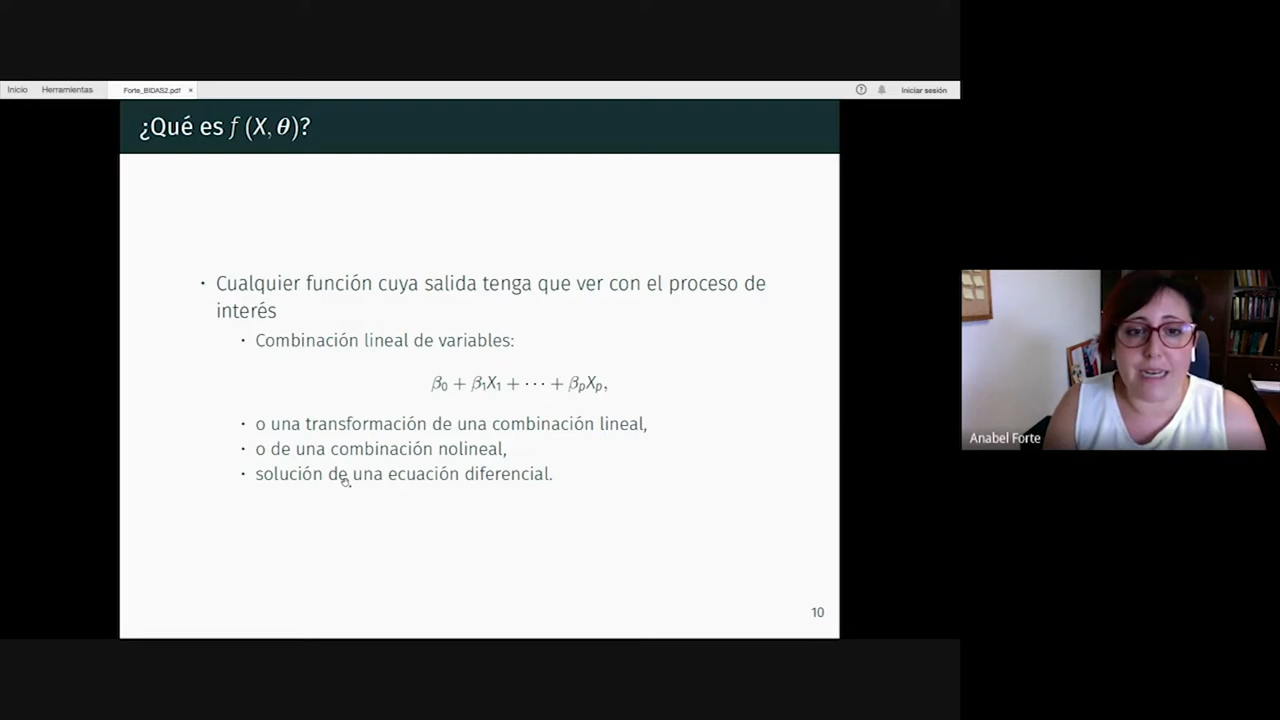 Inicio Herramientas Forte_BIDAS2.pdf × Iniciar sesión
¿Qué es f (X, θ)?
· Cualquier función cuya salida tenga que ver con el proceso de
interés
· Combinación lineal de variables:
β₀ + β₁X₁ + ⋯ + βₚXₚ,
· o una transformación de una combinación lineal,
· o de una combinación nolineal,
· solución de una ecuación diferencial.
10
Anabel Forte